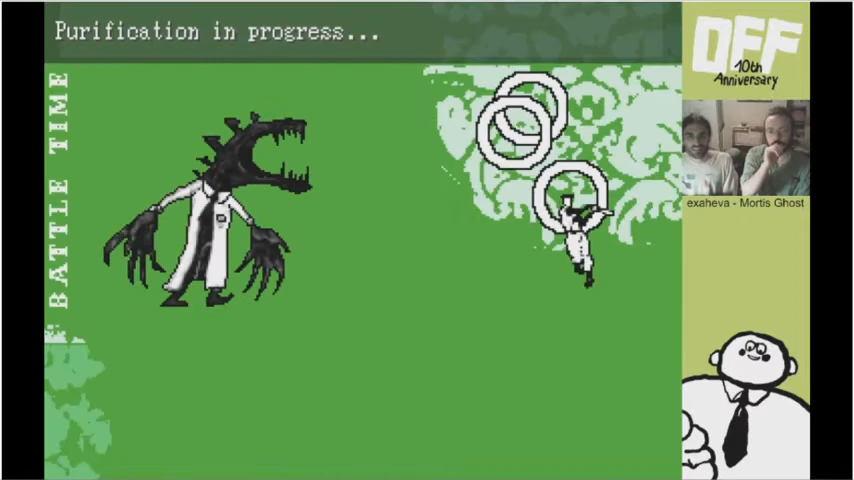 Purification in progress...
BATTLE TIME
OFF
10th
Anniversary
exaheva - Mortis Ghost